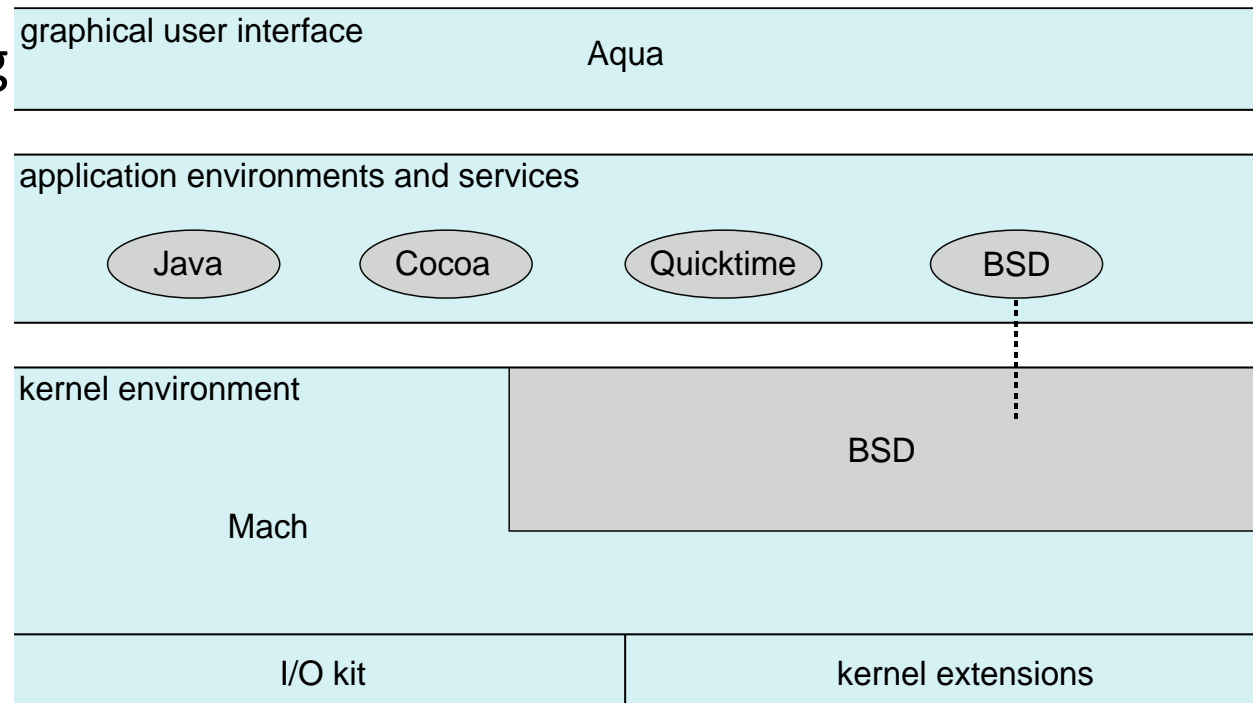 g
graphical user interface
Aqua
application environments and services
Java
Cocoa
Quicktime
BSD
kernel environment
BSD
Mach
I/O kit
kernel extensions